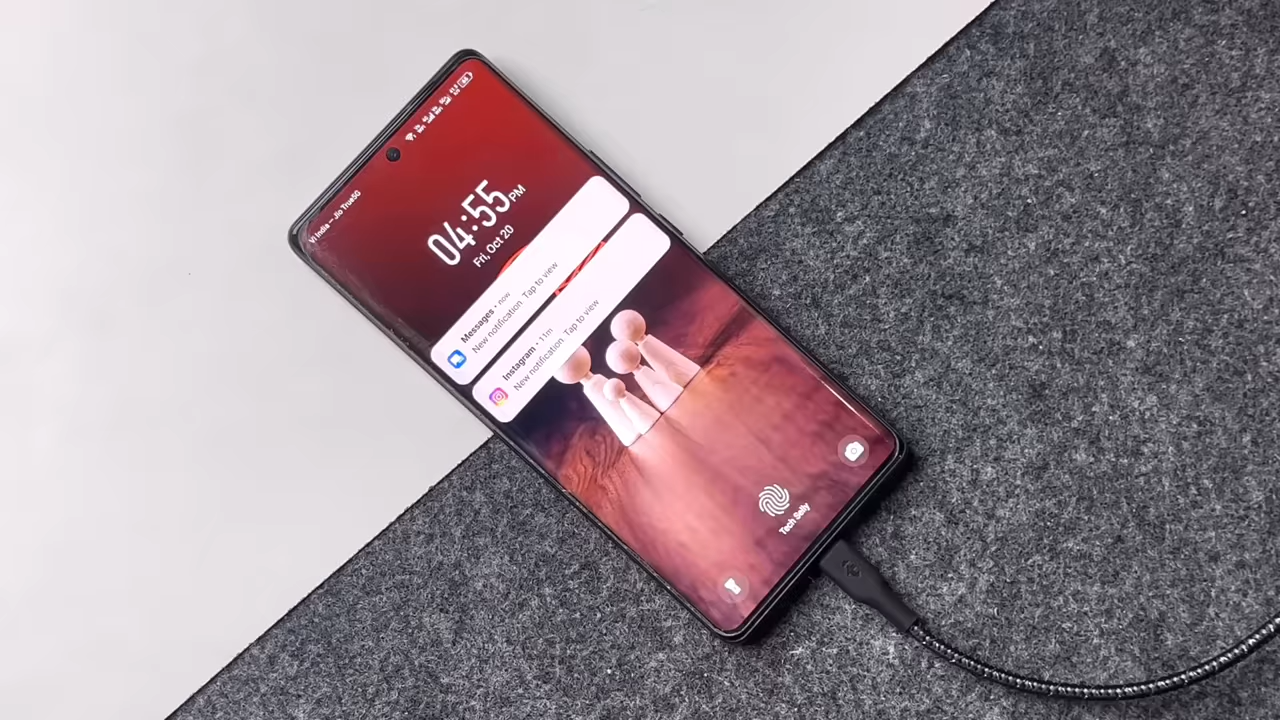 Vi India — Jio True5G
04:55 PM
Fri, Oct 20
Messages • now
New notification Tap to view
Instagram • 11m
New notification Tap to view
Tech Selly